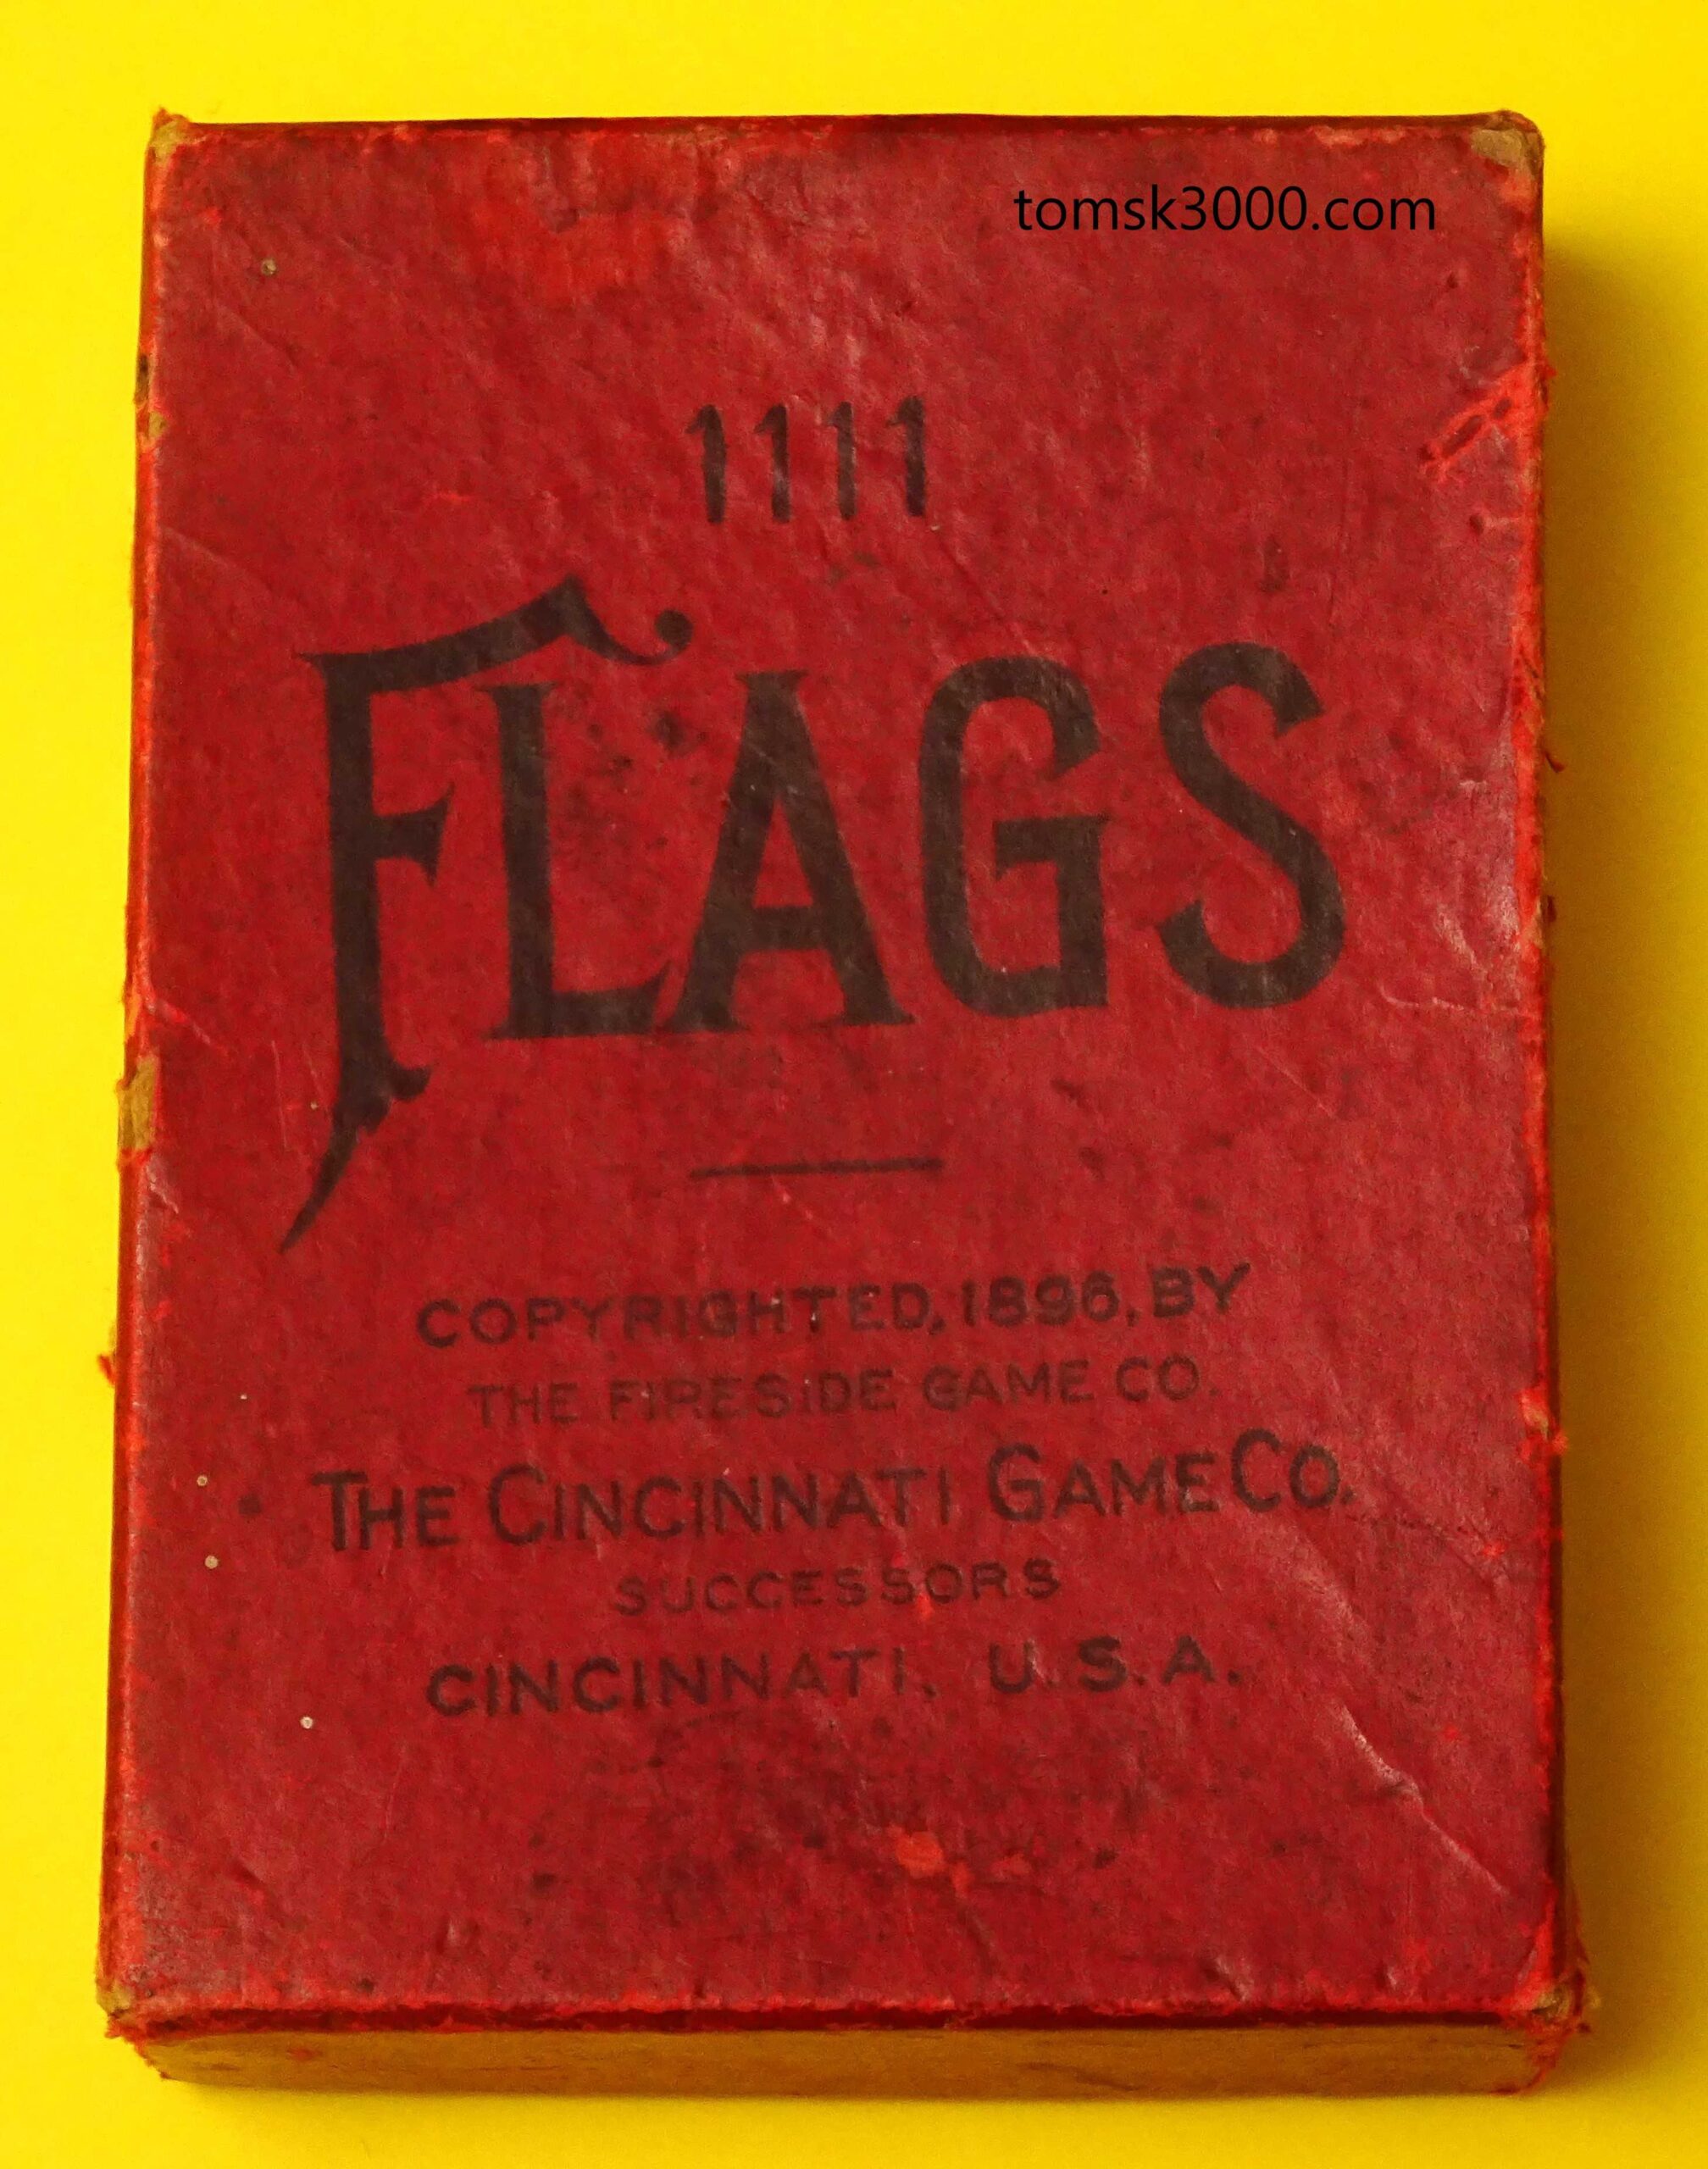 tomsk3000.com
1111
FLAGS
COPYRIGHTED, 1896, BY
THE FIRESIDE GAME CO.
THE CINCINNATI GAME CO.
SUCCESSORS
CINCINNATI, U.S.A.